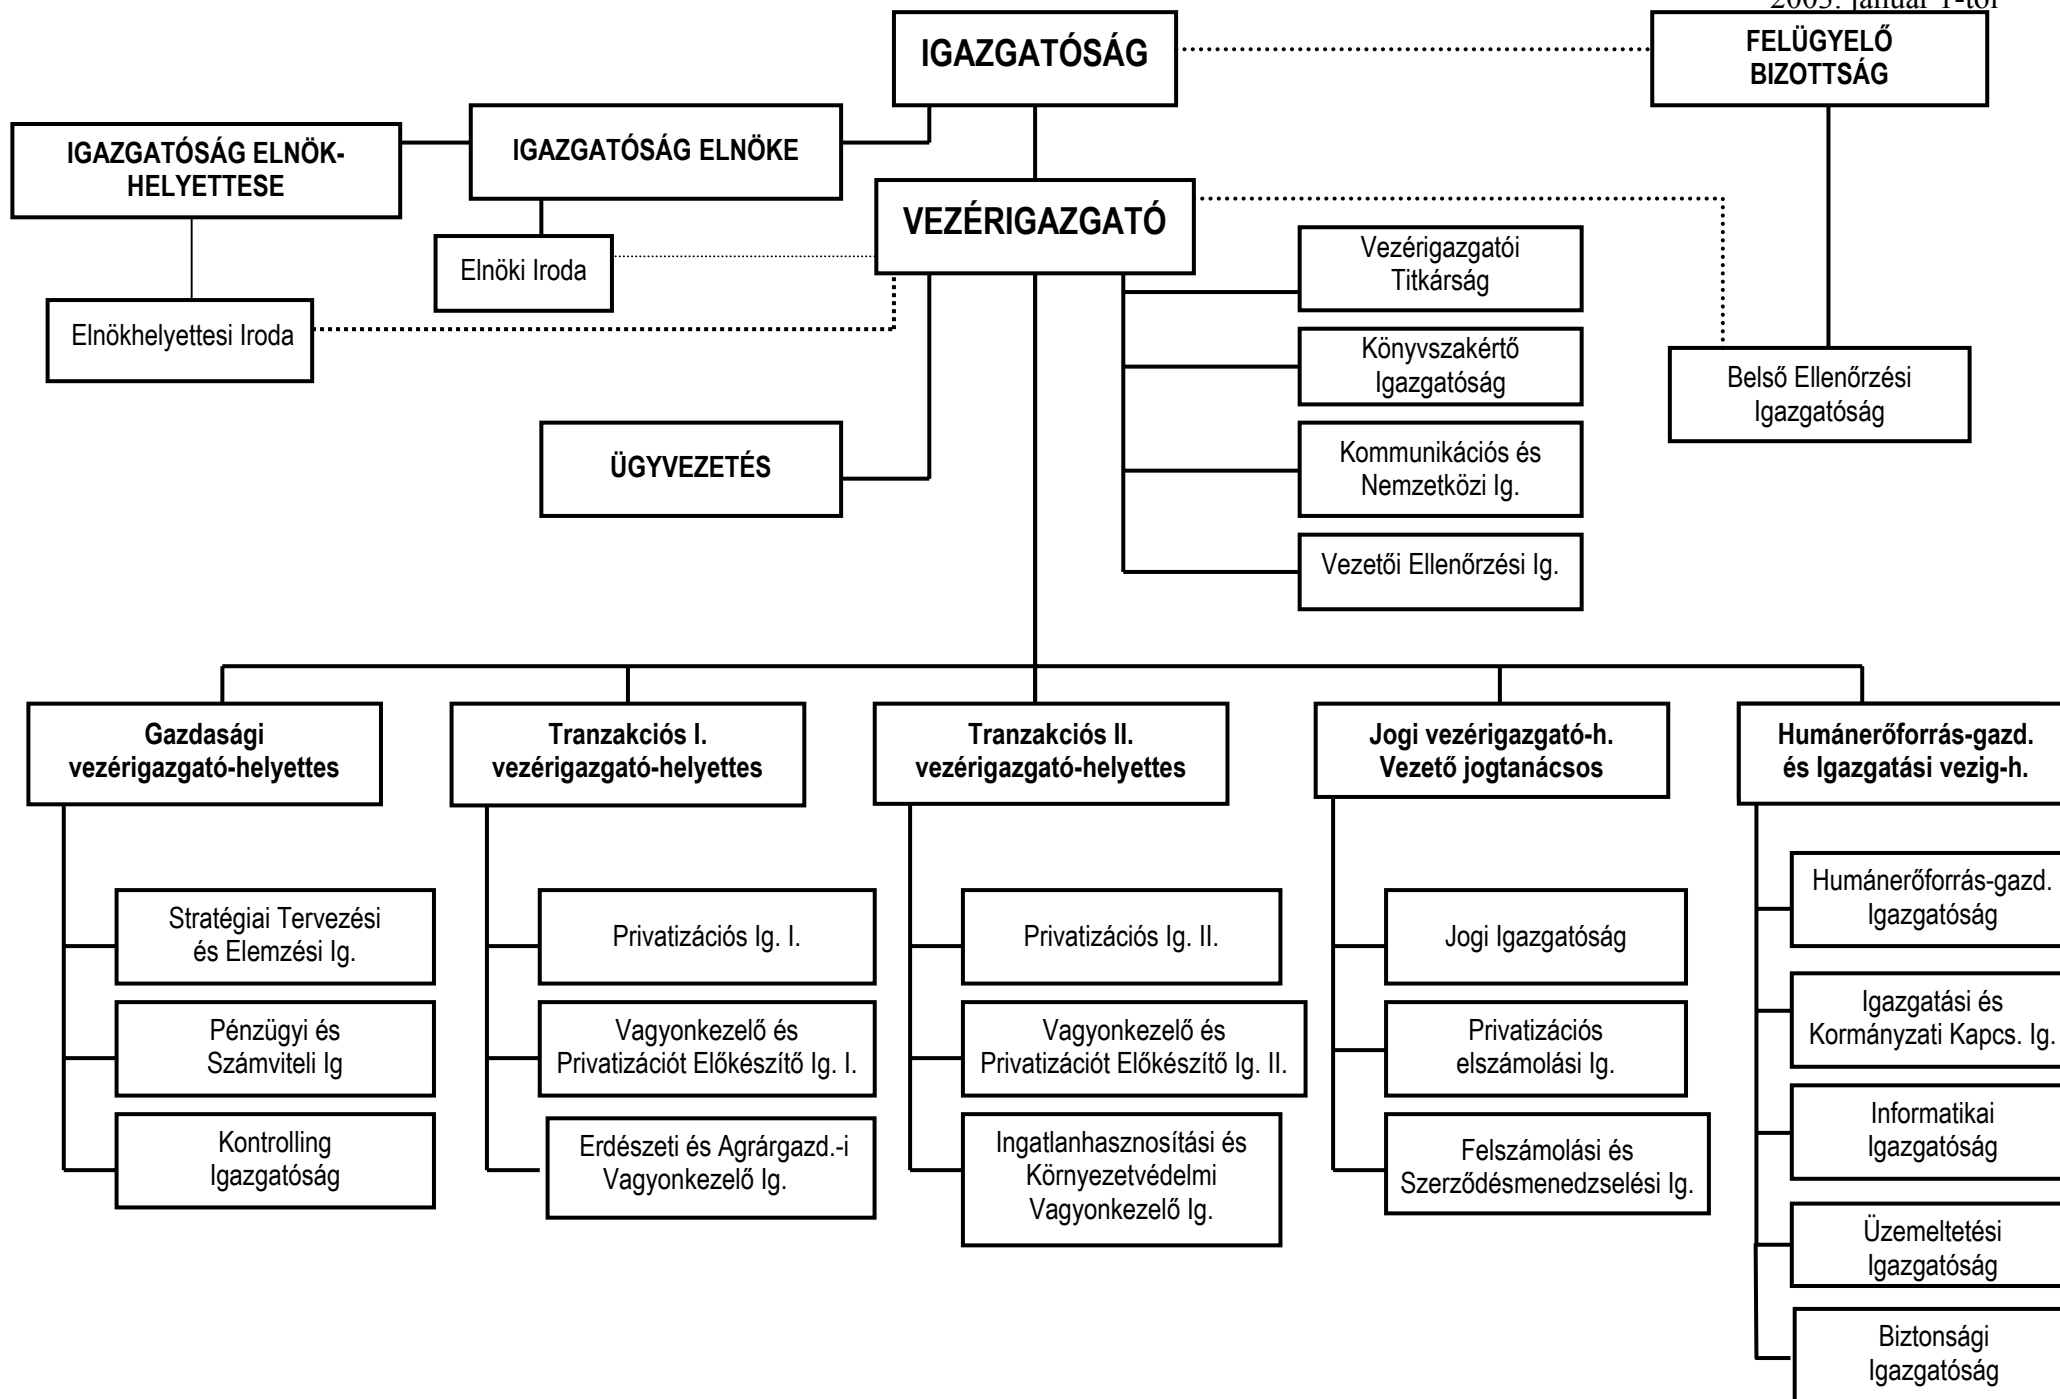 2003. január 1-től
IGAZGATÓSÁG
FELÜGYELŐ
BIZOTTSÁG
IGAZGATÓSÁG ELNÖK-
HELYETTESE
IGAZGATÓSÁG ELNÖKE
VEZÉRIGAZGATÓ
Elnöki Iroda
Elnökhelyettesi Iroda
Vezérigazgatói
Titkárság
Könyvszakértő
Igazgatóság
Belső Ellenőrzési
Igazgatóság
ÜGYVEZETÉS
Kommunikációs és
Nemzetközi Ig.
Vezetői Ellenőrzési Ig.
Gazdasági
vezérigazgató-helyettes
Tranzakciós I.
vezérigazgató-helyettes
Tranzakciós II.
vezérigazgató-helyettes
Jogi vezérigazgató-h.
Vezető jogtanácsos
Humánerőforrás-gazd.
és Igazgatási vezig-h.
Stratégiai Tervezési
és Elemzési Ig.
Pénzügyi és
Számviteli Ig
Kontrolling
Igazgatóság
Privatizációs Ig. I.
Vagyonkezelő és
Privatizációt Előkészítő Ig. I.
Erdészeti és Agrárgazd.-i
Vagyonkezelő Ig.
Privatizációs Ig. II.
Vagyonkezelő és
Privatizációt Előkészítő Ig. II.
Ingatlanhasznosítási és
Környezetvédelmi
Vagyonkezelő Ig.
Jogi Igazgatóság
Privatizációs
elszámolási Ig.
Felszámolási és
Szerződésmenedzselési Ig.
Humánerőforrás-gazd.
Igazgatóság
Igazgatási és
Kormányzati Kapcs. Ig.
Informatikai
Igazgatóság
Üzemeltetési
Igazgatóság
Biztonsági
Igazgatóság